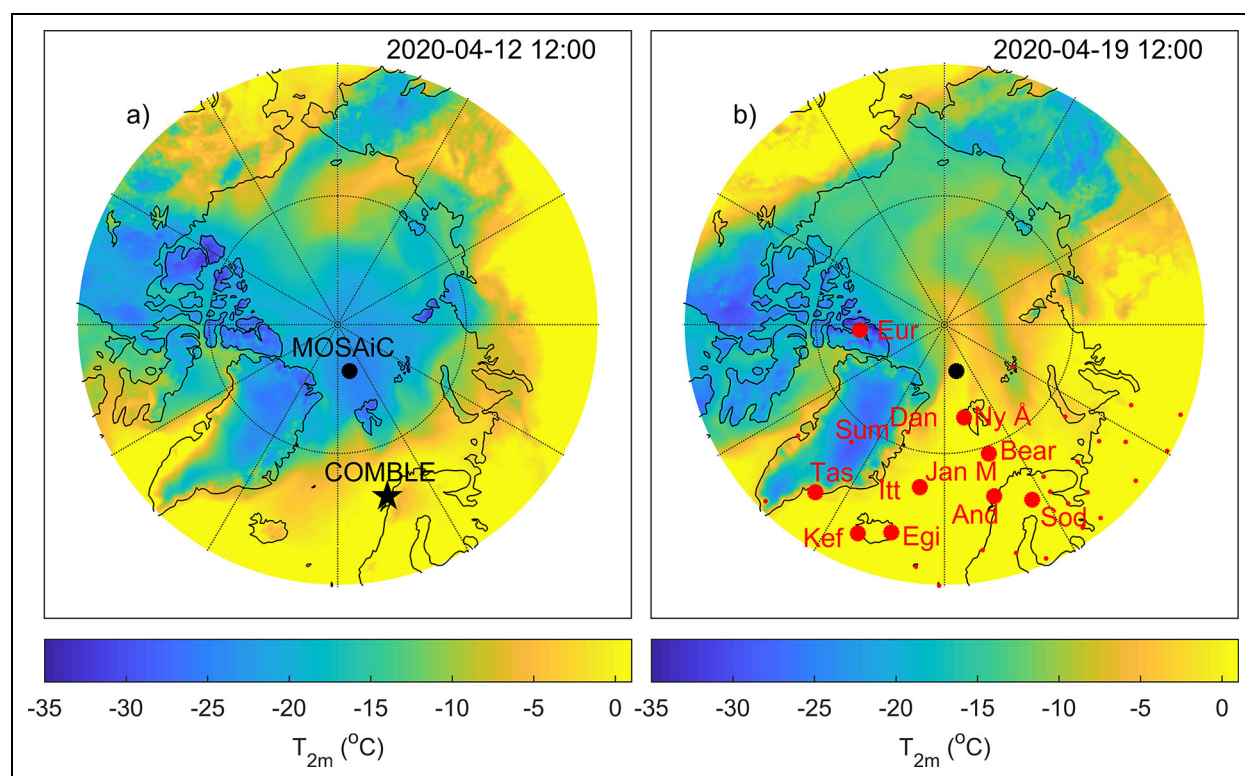 2020-04-12 12:00
a)
MOSAiC
COMBLE
-35 -30 -25 -20 -15 -10 -5 0
T2m (oC)
2020-04-19 12:00
b)
Eur
Dan Ny A
Sum
Bear
Tas Jan M
Itt
And Sod
Kef Egi
-35 -30 -25 -20 -15 -10 -5 0
T2m (oC)